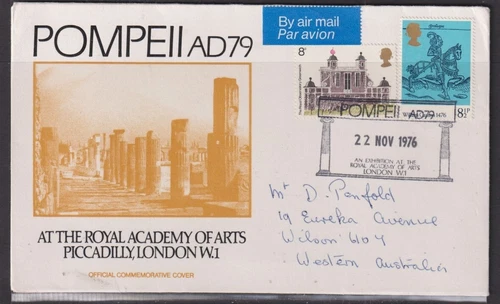 POMPEII AD79
By air mail
Par avion
8P
8½P
POMPEII AD79
22 NOV 1976
AN EXHIBITION AT THE
ROYAL ACADEMY OF ARTS
LONDON W.1
Mr D. Penfold
19 Eureka Avenue
Wilson 6107
Western Australia
AT THE ROYAL ACADEMY OF ARTS
PICCADILLY, LONDON W.1
OFFICIAL COMMEMORATIVE COVER